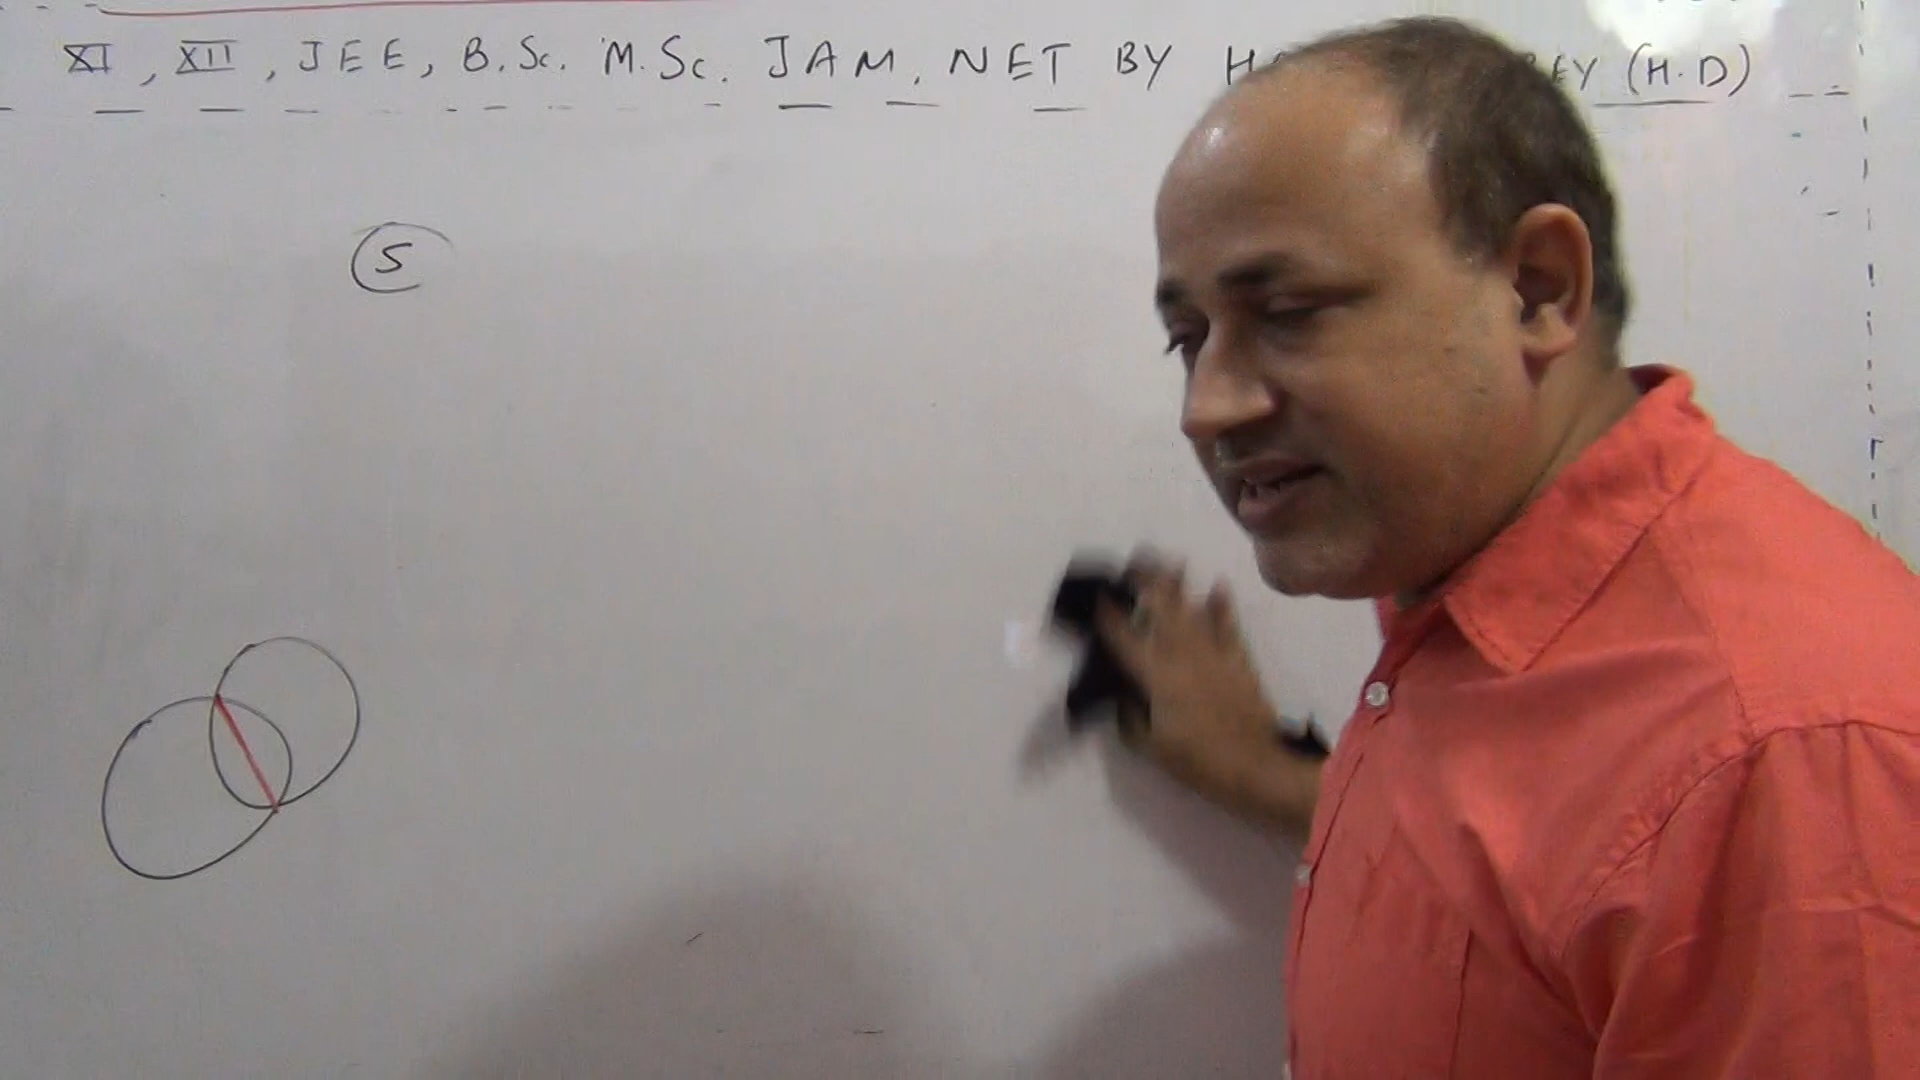 XI, XII, JEE, B.Sc. M.Sc. JAM, NET BY (H.D)
S